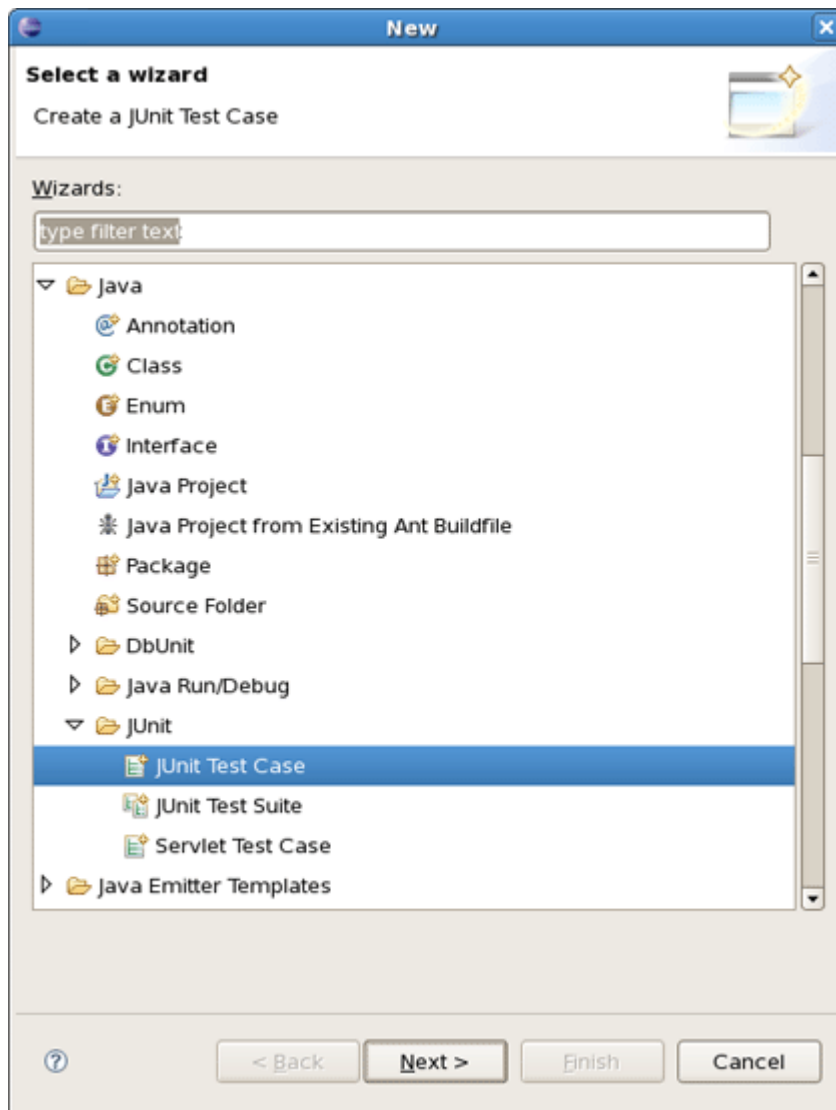 New
Select a wizard
Create a JUnit Test Case
Wizards:
type filter text
Java
Annotation
Class
Enum
Interface
Java Project
Java Project from Existing Ant Buildfile
Package
Source Folder
DbUnit
Java Run/Debug
JUnit
JUnit Test Case
JUnit Test Suite
Servlet Test Case
Java Emitter Templates
< Back Next > Finish Cancel